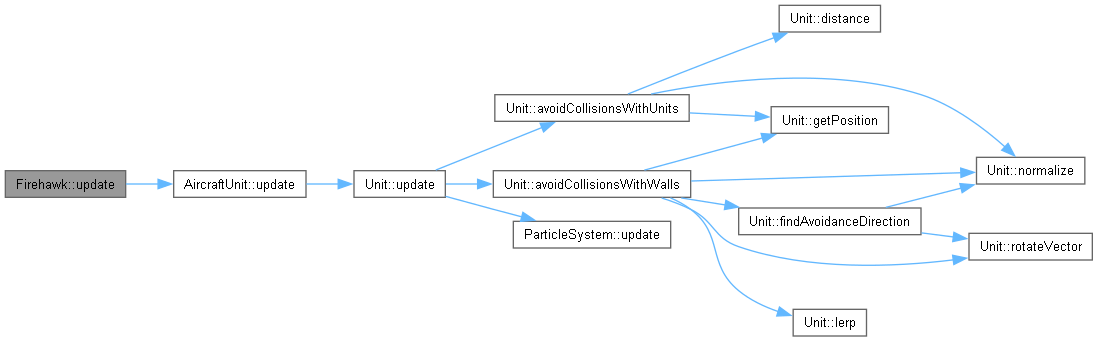 Firehawk::update
AircraftUnit::update
Unit::update
Unit::avoidCollisionsWithUnits
Unit::avoidCollisionsWithWalls
ParticleSystem::update
Unit::distance
Unit::getPosition
Unit::normalize
Unit::findAvoidanceDirection
Unit::rotateVector
Unit::lerp